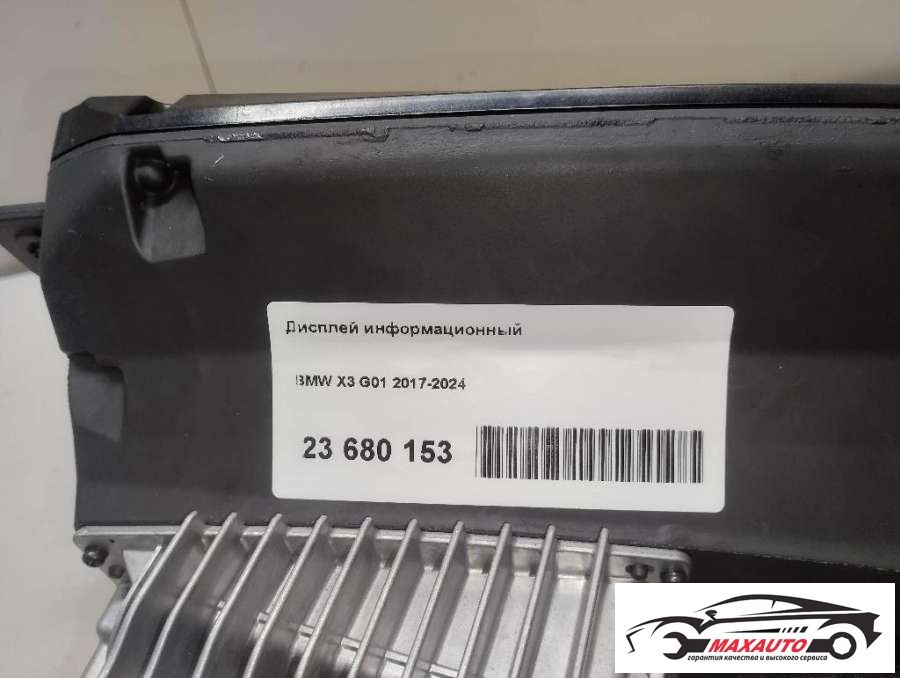 Дисплей информационный
BMW X3 G01 2017-2024
23 680 153
MAXAUTO
гарантия качества и высокого сервиса